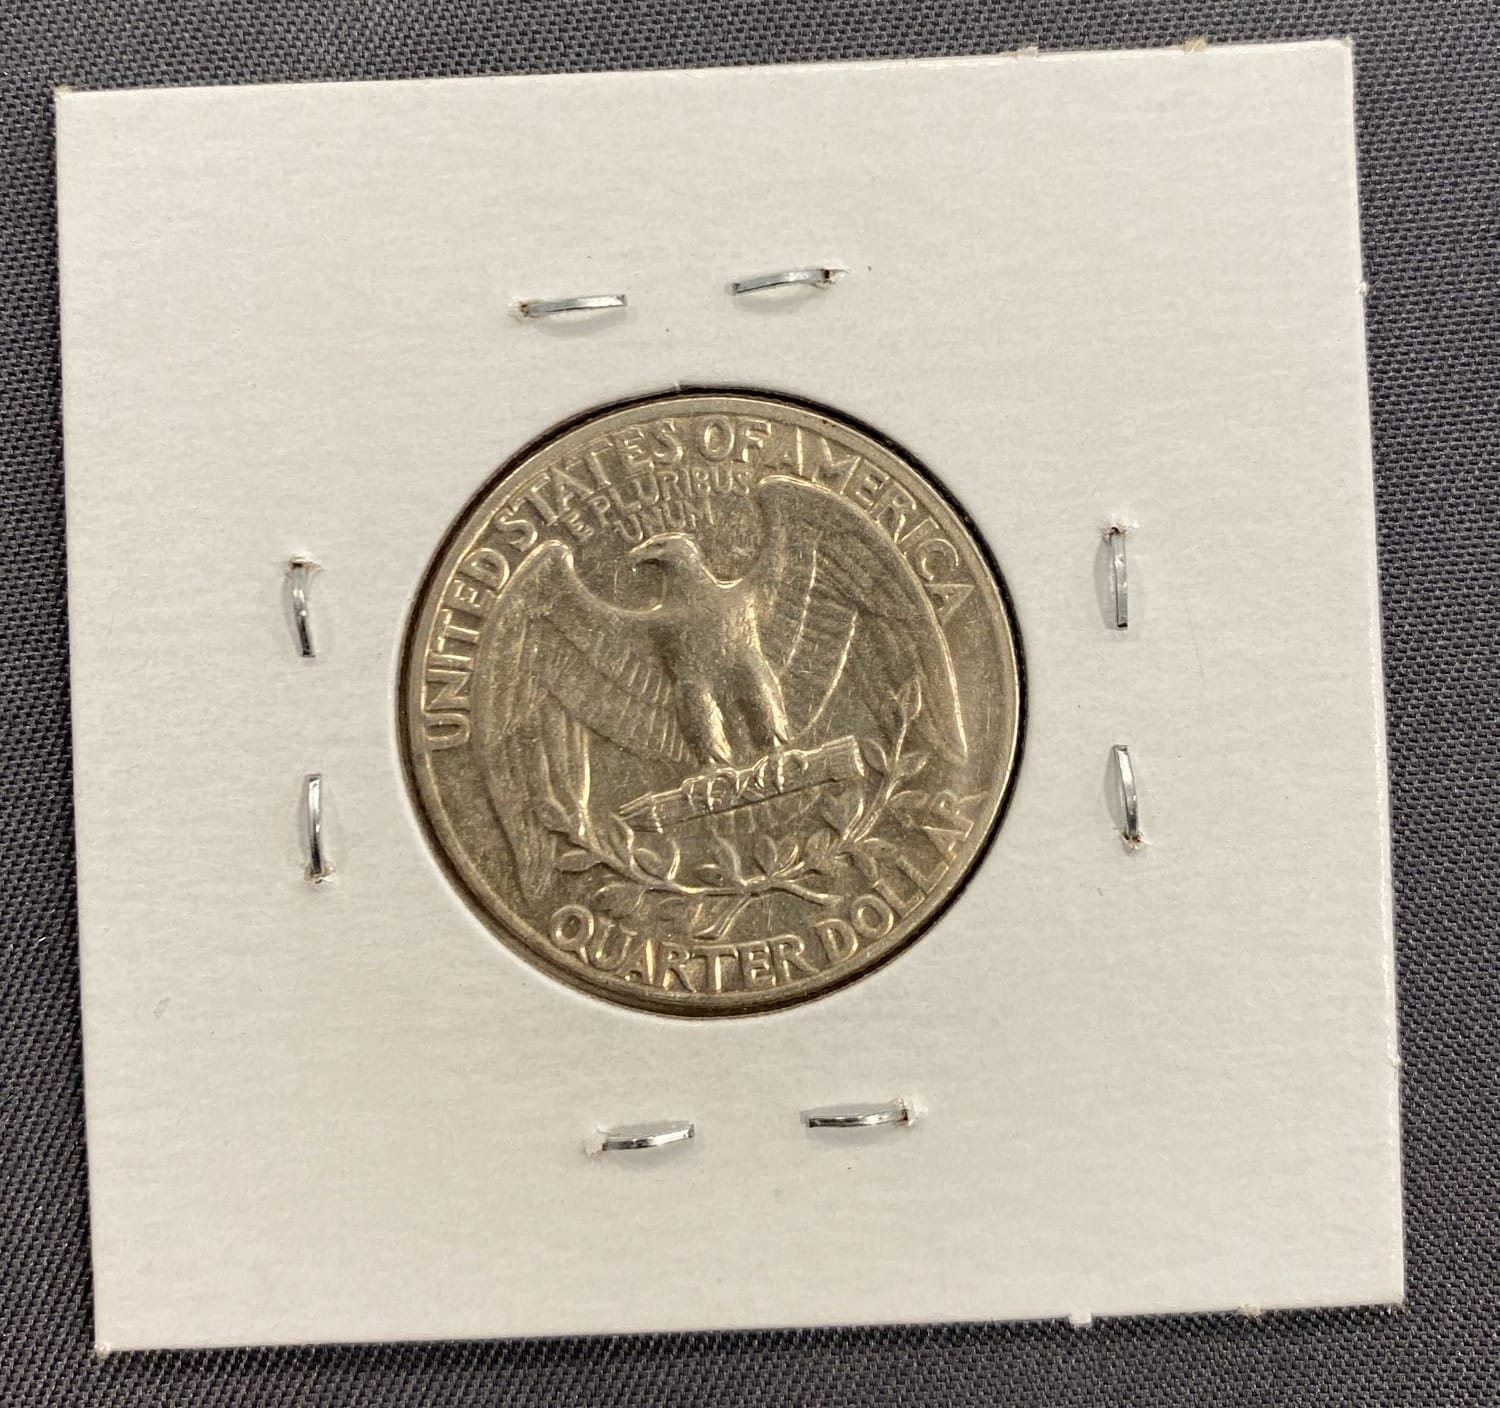 UNITED STATES OF AMERICA
E PLURIBUS
UNUM
QUARTER DOLLAR